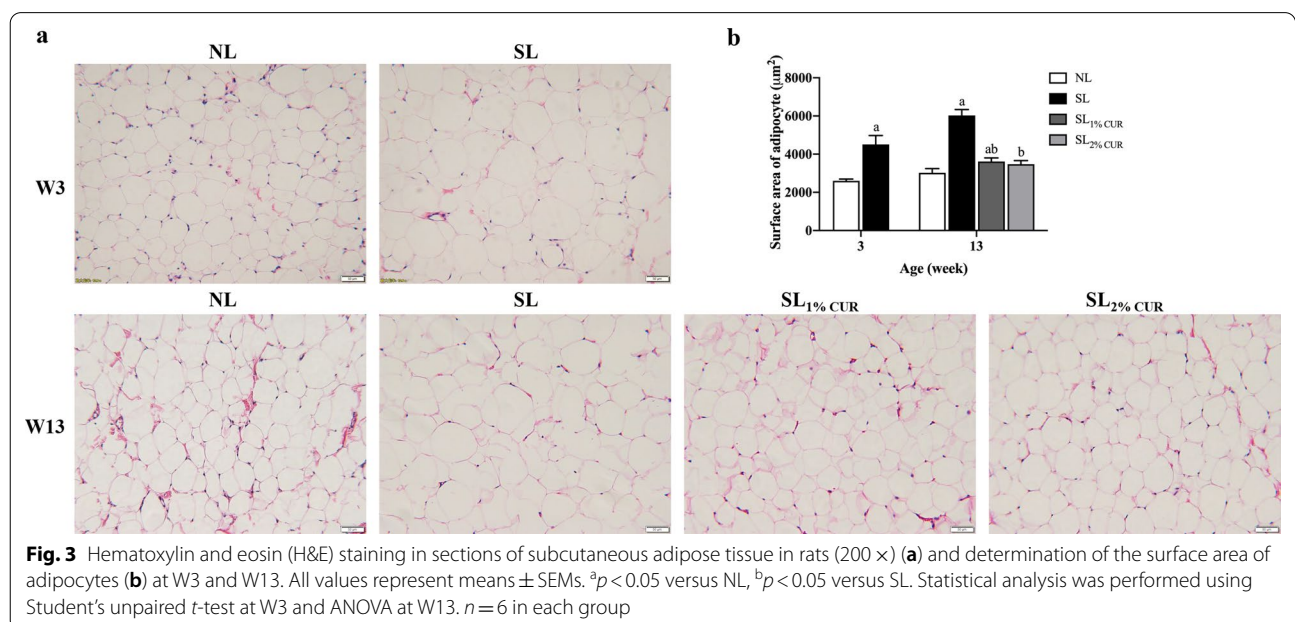 a
b
NL
SL
W3
8000
6000
4000
2000
0
Surface area of adipocyte (μm²)
a
a
ab
b
3
13
Age (week)
NL
SL
SL1% CUR
SL2% CUR
NL
SL
SL1% CUR
SL2% CUR
W13
Fig. 3 Hematoxylin and eosin (H&E) staining in sections of subcutaneous adipose tissue in rats (200 ×) (a) and determination of the surface area of
adipocytes (b) at W3 and W13. All values represent means ± SEMs. ᵃp < 0.05 versus NL, ᵇp < 0.05 versus SL. Statistical analysis was performed using
Student’s unpaired t-test at W3 and ANOVA at W13. n = 6 in each group